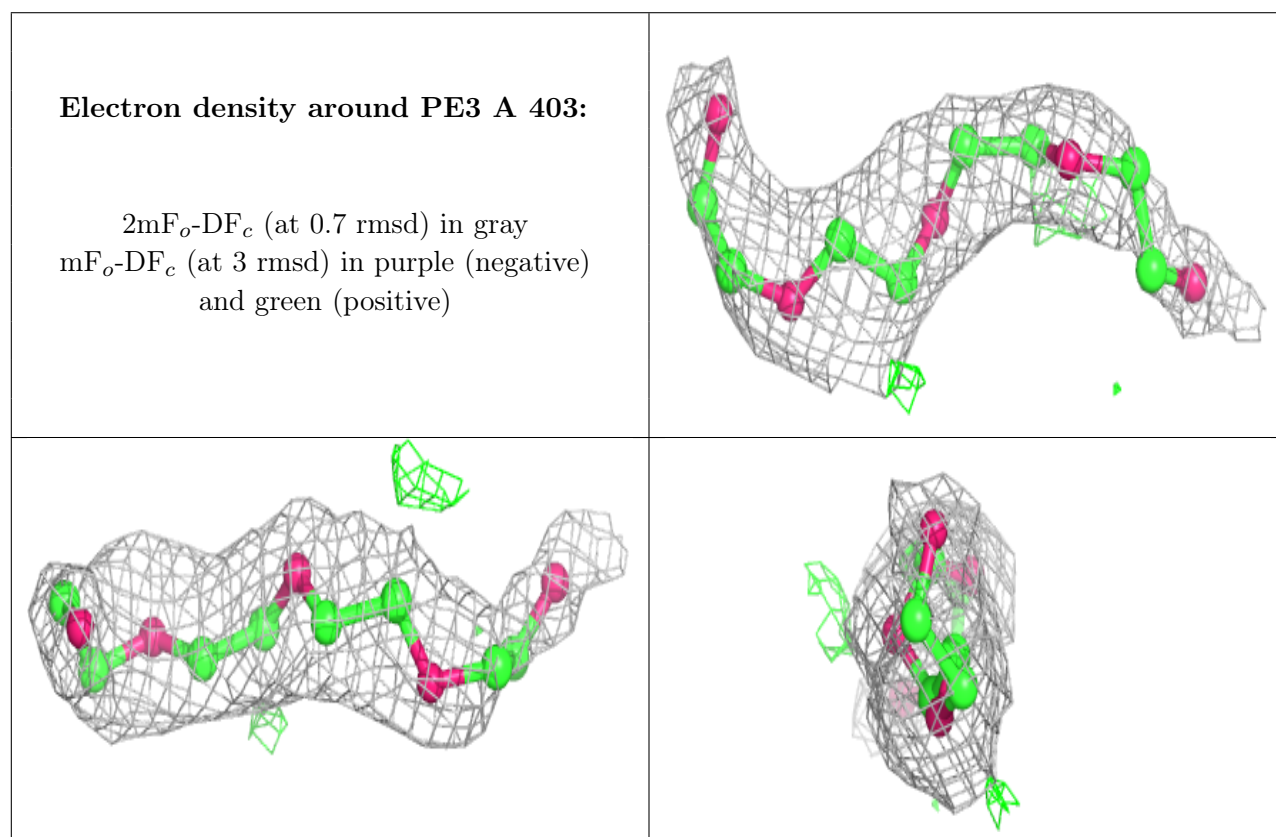 Electron density around PE3 A 403:
2mFo-DFc (at 0.7 rmsd) in gray
mFo-DFc (at 3 rmsd) in purple (negative)
and green (positive)